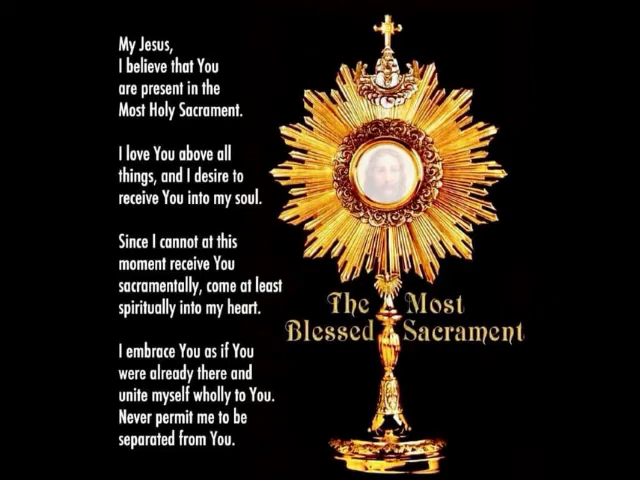 My Jesus,
I believe that You
are present in the
Most Holy Sacrament.
I love You above all
things, and I desire to
receive You into my soul.
Since I cannot at this
moment receive You
sacramentally, come at least
spiritually into my heart.
I embrace You as if You
were already there and
unite myself wholly to You.
Never permit me to be
separated from You.
The Most
Blessed Sacrament